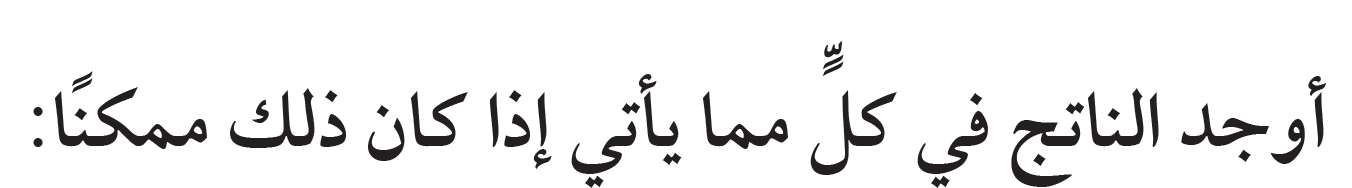 أوجد الناتج في كلٍّ مما يأتي إذا كان ذلك ممكنًا: